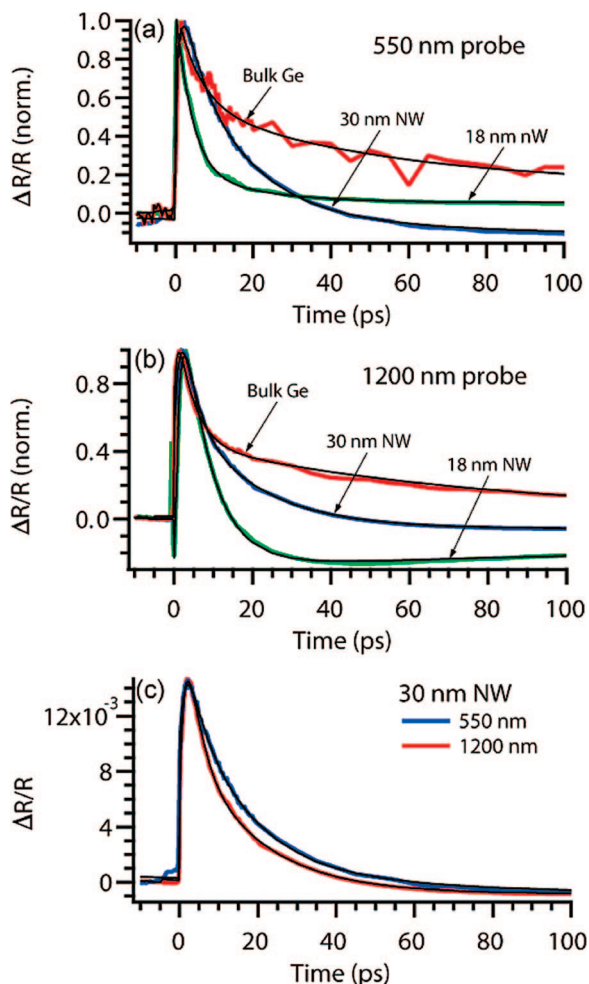 (a)
550 nm probe
Bulk Ge
30 nm NW
18 nm nW
ΔR/R (norm.)
1.0
0.8
0.6
0.4
0.2
0.0
0 20 40 60 80 100
Time (ps)
(b)
1200 nm probe
Bulk Ge
30 nm NW
18 nm NW
ΔR/R (norm.)
0.8
0.4
0.0
0 20 40 60 80 100
Time (ps)
(c)
30 nm NW
550 nm
1200 nm
ΔR/R
12x10⁻³
8
4
0
0 20 40 60 80 100
Time (ps)